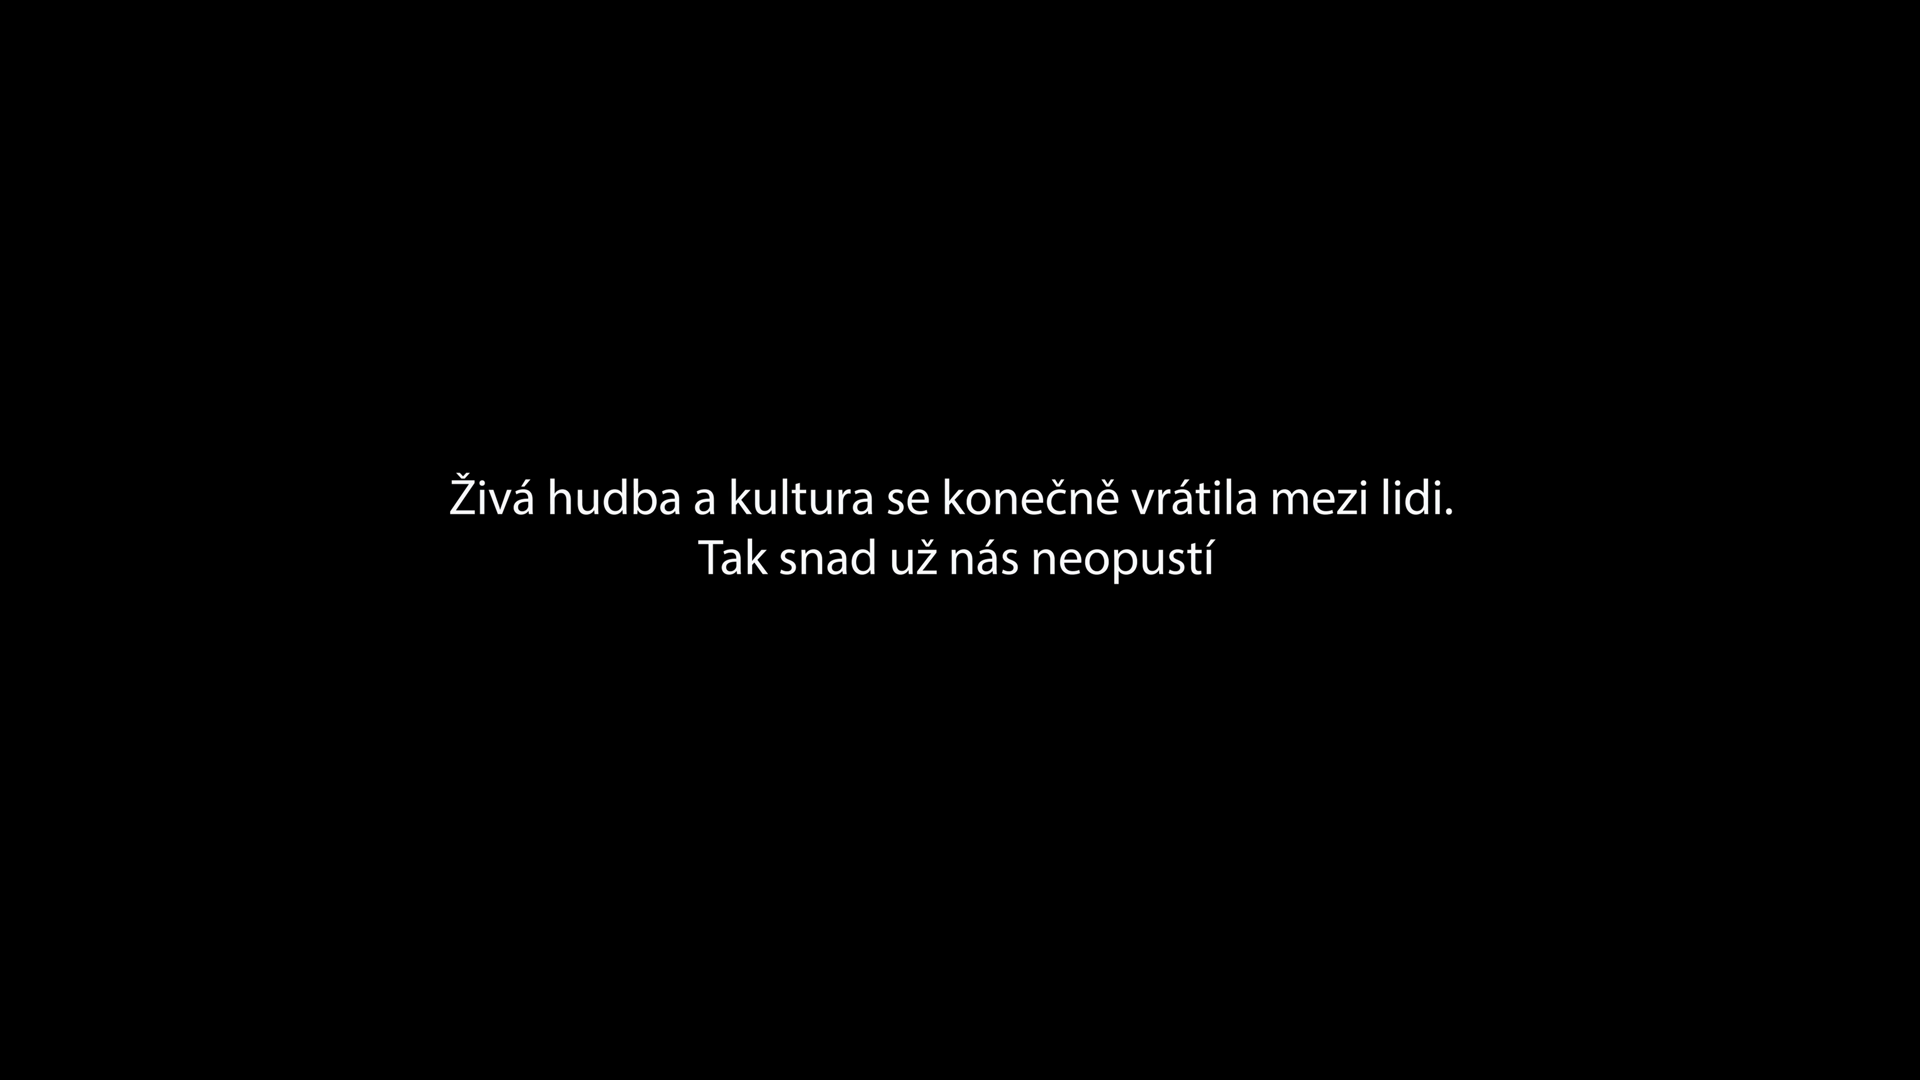 Živá hudba a kultura se konečně vrátila mezi lidi.
Tak snad už nás neopustí